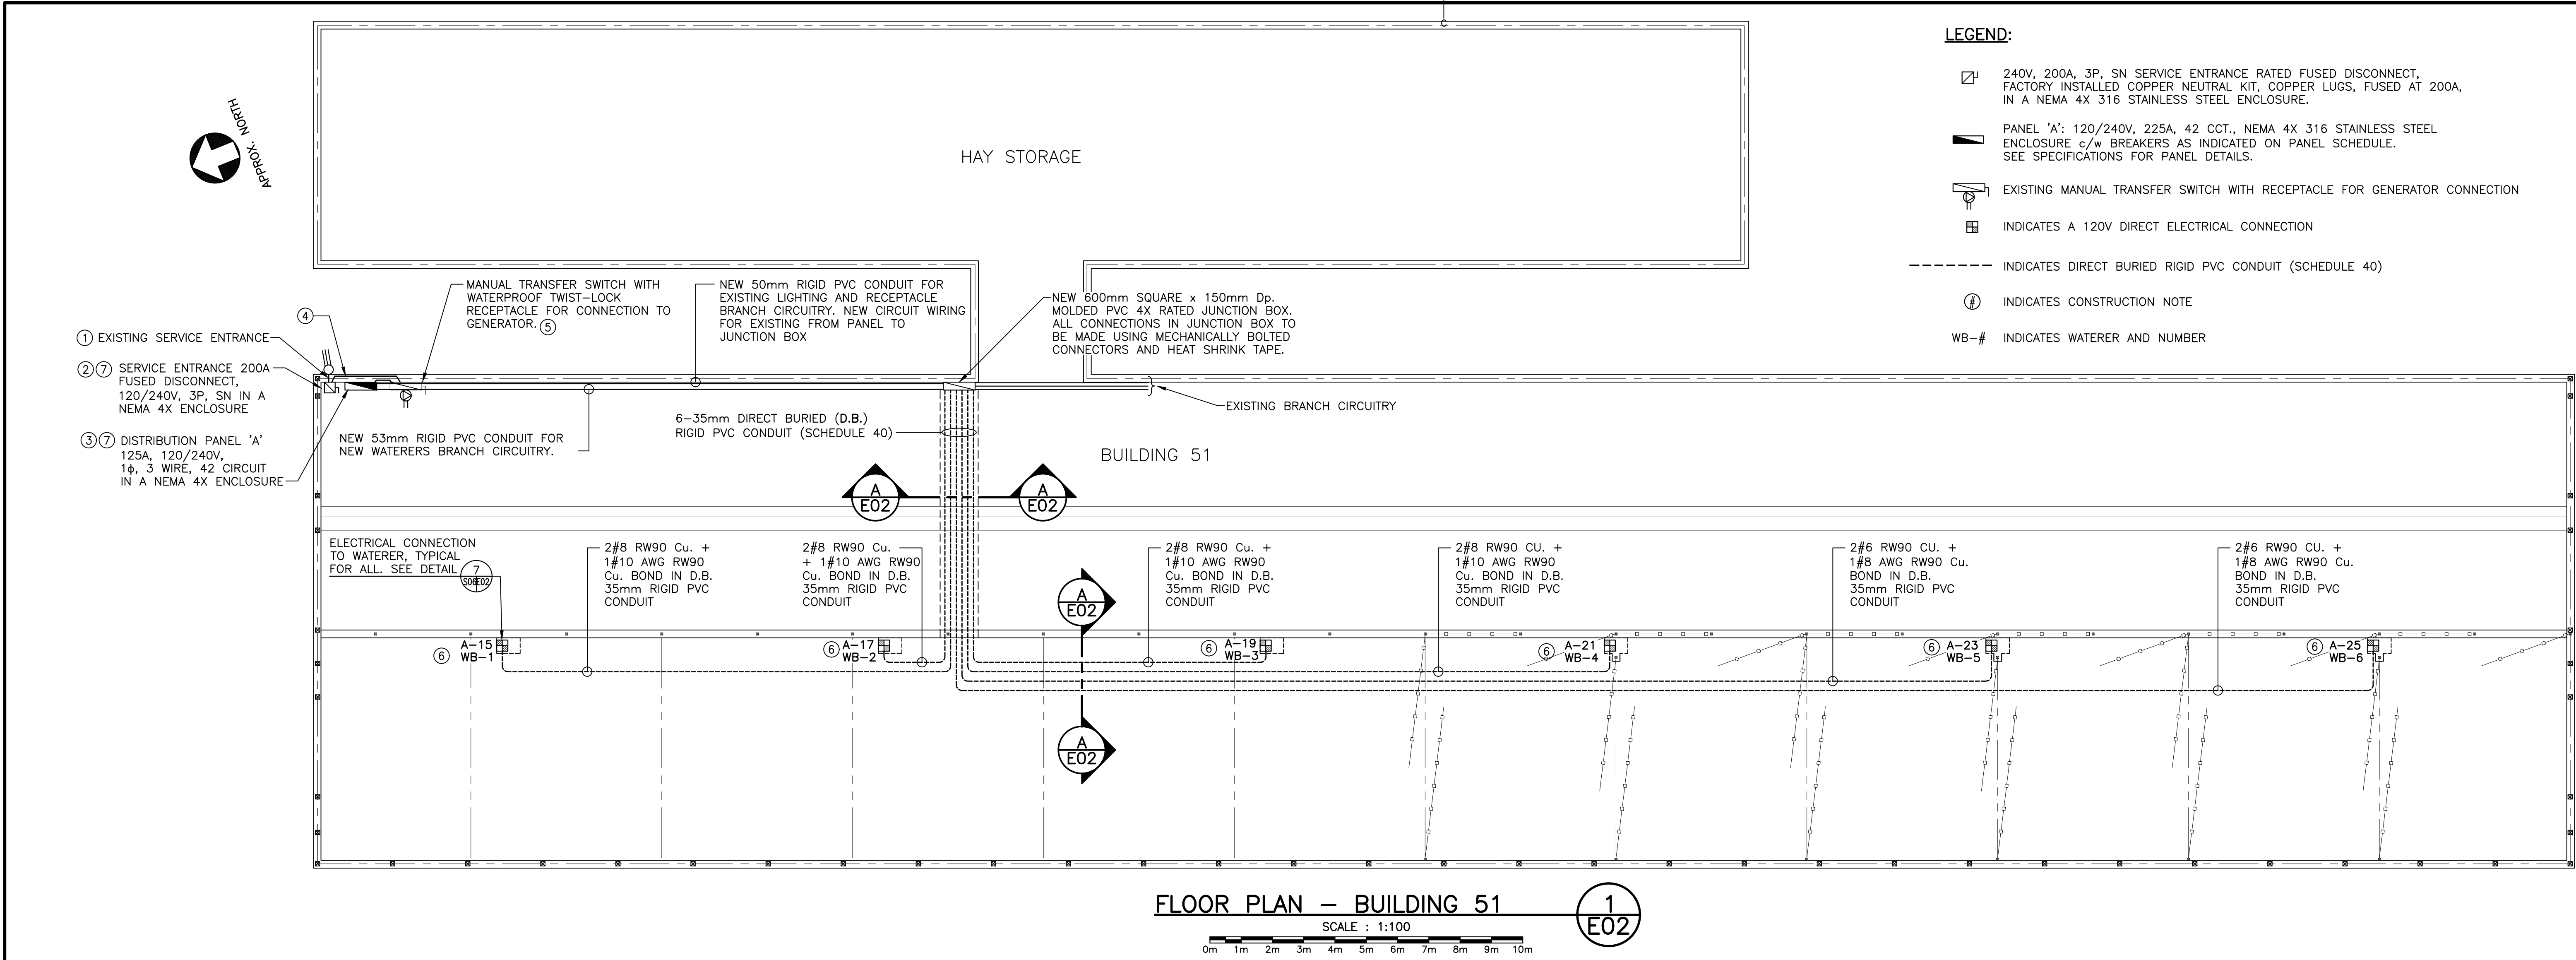 C
LEGEND:
240V, 200A, 3P, SN SERVICE ENTRANCE RATED FUSED DISCONNECT,
FACTORY INSTALLED COPPER NEUTRAL KIT, COPPER LUGS, FUSED AT 200A,
IN A NEMA 4X 316 STAINLESS STEEL ENCLOSURE.
PANEL 'A': 120/240V, 225A, 42 CCT., NEMA 4X 316 STAINLESS STEEL
ENCLOSURE c/w BREAKERS AS INDICATED ON PANEL SCHEDULE.
SEE SPECIFICATIONS FOR PANEL DETAILS.
EXISTING MANUAL TRANSFER SWITCH WITH RECEPTACLE FOR GENERATOR CONNECTION
INDICATES A 120V DIRECT ELECTRICAL CONNECTION
INDICATES DIRECT BURIED RIGID PVC CONDUIT (SCHEDULE 40)
# INDICATES CONSTRUCTION NOTE
WB-# INDICATES WATERER AND NUMBER
APPROX. NORTH
HAY STORAGE
4
1 EXISTING SERVICE ENTRANCE
2 7 SERVICE ENTRANCE 200A
FUSED DISCONNECT,
120/240V, 3P, SN IN A
NEMA 4X ENCLOSURE
3 7 DISTRIBUTION PANEL 'A'
125A, 120/240V,
1ϕ, 3 WIRE, 42 CIRCUIT
IN A NEMA 4X ENCLOSURE
MANUAL TRANSFER SWITCH WITH
WATERPROOF TWIST-LOCK
RECEPTACLE FOR CONNECTION TO
GENERATOR. 5
NEW 50mm RIGID PVC CONDUIT FOR
EXISTING LIGHTING AND RECEPTACLE
BRANCH CIRCUITRY. NEW CIRCUIT WIRING
FOR EXISTING FROM PANEL TO
JUNCTION BOX
NEW 600mm SQUARE x 150mm Dp.
MOLDED PVC 4X RATED JUNCTION BOX.
ALL CONNECTIONS IN JUNCTION BOX TO
BE MADE USING MECHANICALLY BOLTED
CONNECTORS AND HEAT SHRINK TAPE.
EXISTING BRANCH CIRCUITRY
NEW 53mm RIGID PVC CONDUIT FOR
NEW WATERERS BRANCH CIRCUITRY.
6-35mm DIRECT BURIED (D.B.)
RIGID PVC CONDUIT (SCHEDULE 40)
BUILDING 51
A
E02
A
E02
ELECTRICAL CONNECTION
TO WATERER, TYPICAL
FOR ALL. SEE DETAIL
7
2#8 RW90 Cu. +
1#10 AWG RW90
Cu. BOND IN D.B.
35mm RIGID PVC
CONDUIT
2#8 RW90 Cu.
+ 1#10 AWG RW90
Cu. BOND IN D.B.
35mm RIGID PVC
CONDUIT
2#8 RW90 Cu. +
1#10 AWG RW90
Cu. BOND IN D.B.
35mm RIGID PVC
CONDUIT
2#8 RW90 CU. +
1#10 AWG RW90
Cu. BOND IN D.B.
35mm RIGID PVC
CONDUIT
2#6 RW90 CU. +
1#8 AWG RW90 Cu.
BOND IN D.B.
35mm RIGID PVC
CONDUIT
2#6 RW90 CU. +
1#8 AWG RW90 Cu.
BOND IN D.B.
35mm RIGID PVC
CONDUIT
A
E02
6 A-15
WB-1
6 A-17
WB-2
6 A-19
WB-3
6 A-21
WB-4
6 A-23
WB-5
6 A-25
WB-6
A
E02
FLOOR PLAN - BUILDING 51
1
E02
SCALE : 1:100
0m 1m 2m 3m 4m 5m 6m 7m 8m 9m 10m